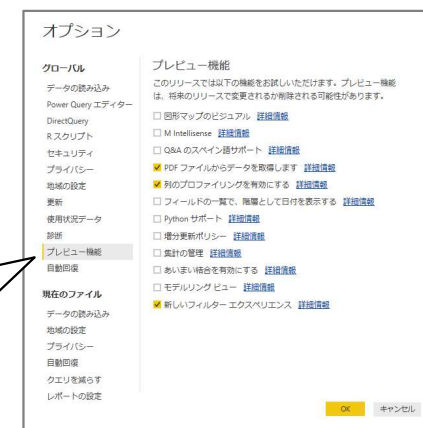 オプション
グローバル
データの読み込み
Power Query エディター
DirectQuery
R スクリプト
セキュリティ
プライバシー
地域の設定
更新
使用状況データ
診断
プレビュー機能
自動回復
現在のファイル
データの読み込み
地域の設定
プライバシー
自動回復
クエリを減らす
レポートの設定
プレビュー機能
このリリースでは以下の機能をお試しいただけます。プレビュー機能
は、将来のリリースで変更されるか削除される可能性があります。
図形マップのビジュアル 詳細情報
M Intellisense 詳細情報
Q&A のスペイン語サポート 詳細情報
PDF ファイルからデータを取得します 詳細情報
列のプロファイリングを有効にする 詳細情報
フィールドの一覧で、階層として日付を表示する 詳細情報
Python サポート 詳細情報
増分更新ポリシー 詳細情報
集計の管理 詳細情報
あいまい結合を有効にする 詳細情報
モデリング ビュー 詳細情報
新しいフィルター エクスペリエンス 詳細情報
OK キャンセル